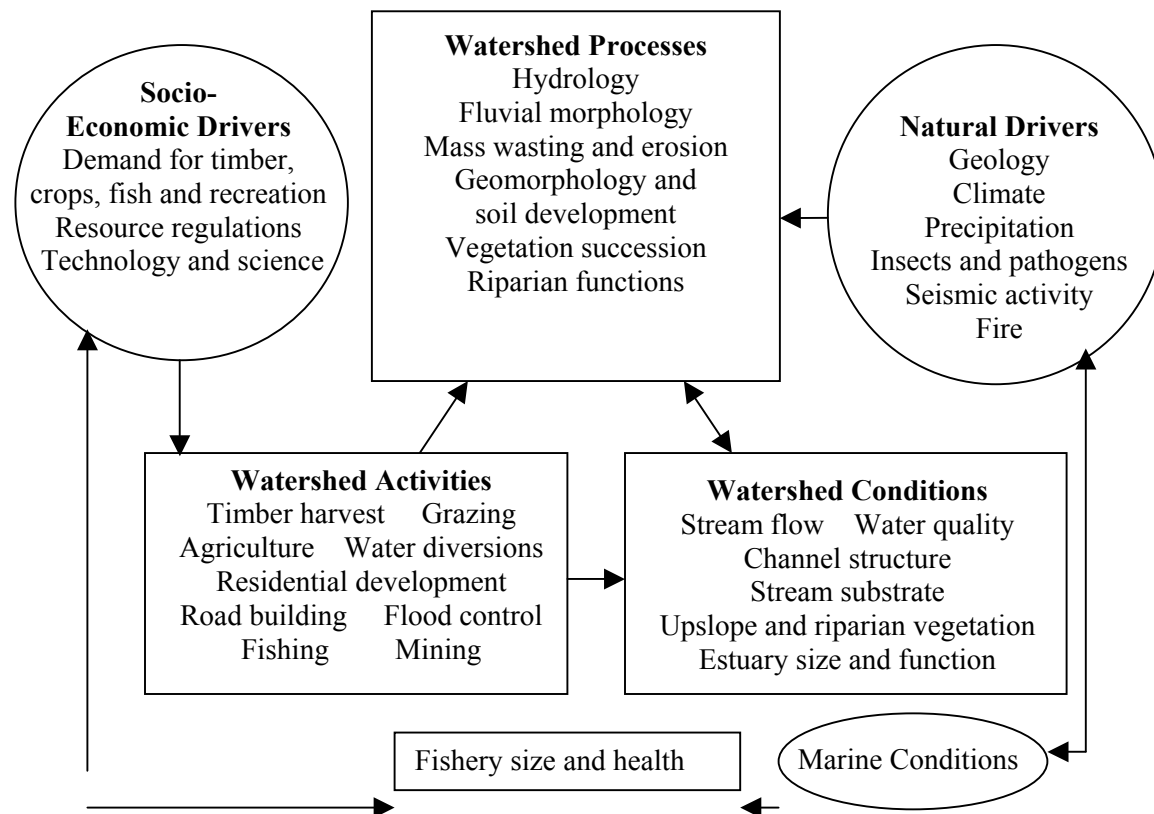 Socio-
Economic Drivers
Demand for timber,
crops, fish and recreation
Resource regulations
Technology and science
Watershed Processes
Hydrology
Fluvial morphology
Mass wasting and erosion
Geomorphology and
soil development
Vegetation succession
Riparian functions
Natural Drivers
Geology
Climate
Precipitation
Insects and pathogens
Seismic activity
Fire
Watershed Activities
Timber harvest Grazing
Agriculture Water diversions
Residential development
Road building Flood control
Fishing Mining
Watershed Conditions
Stream flow Water quality
Channel structure
Stream substrate
Upslope and riparian vegetation
Estuary size and function
Fishery size and health
Marine Conditions